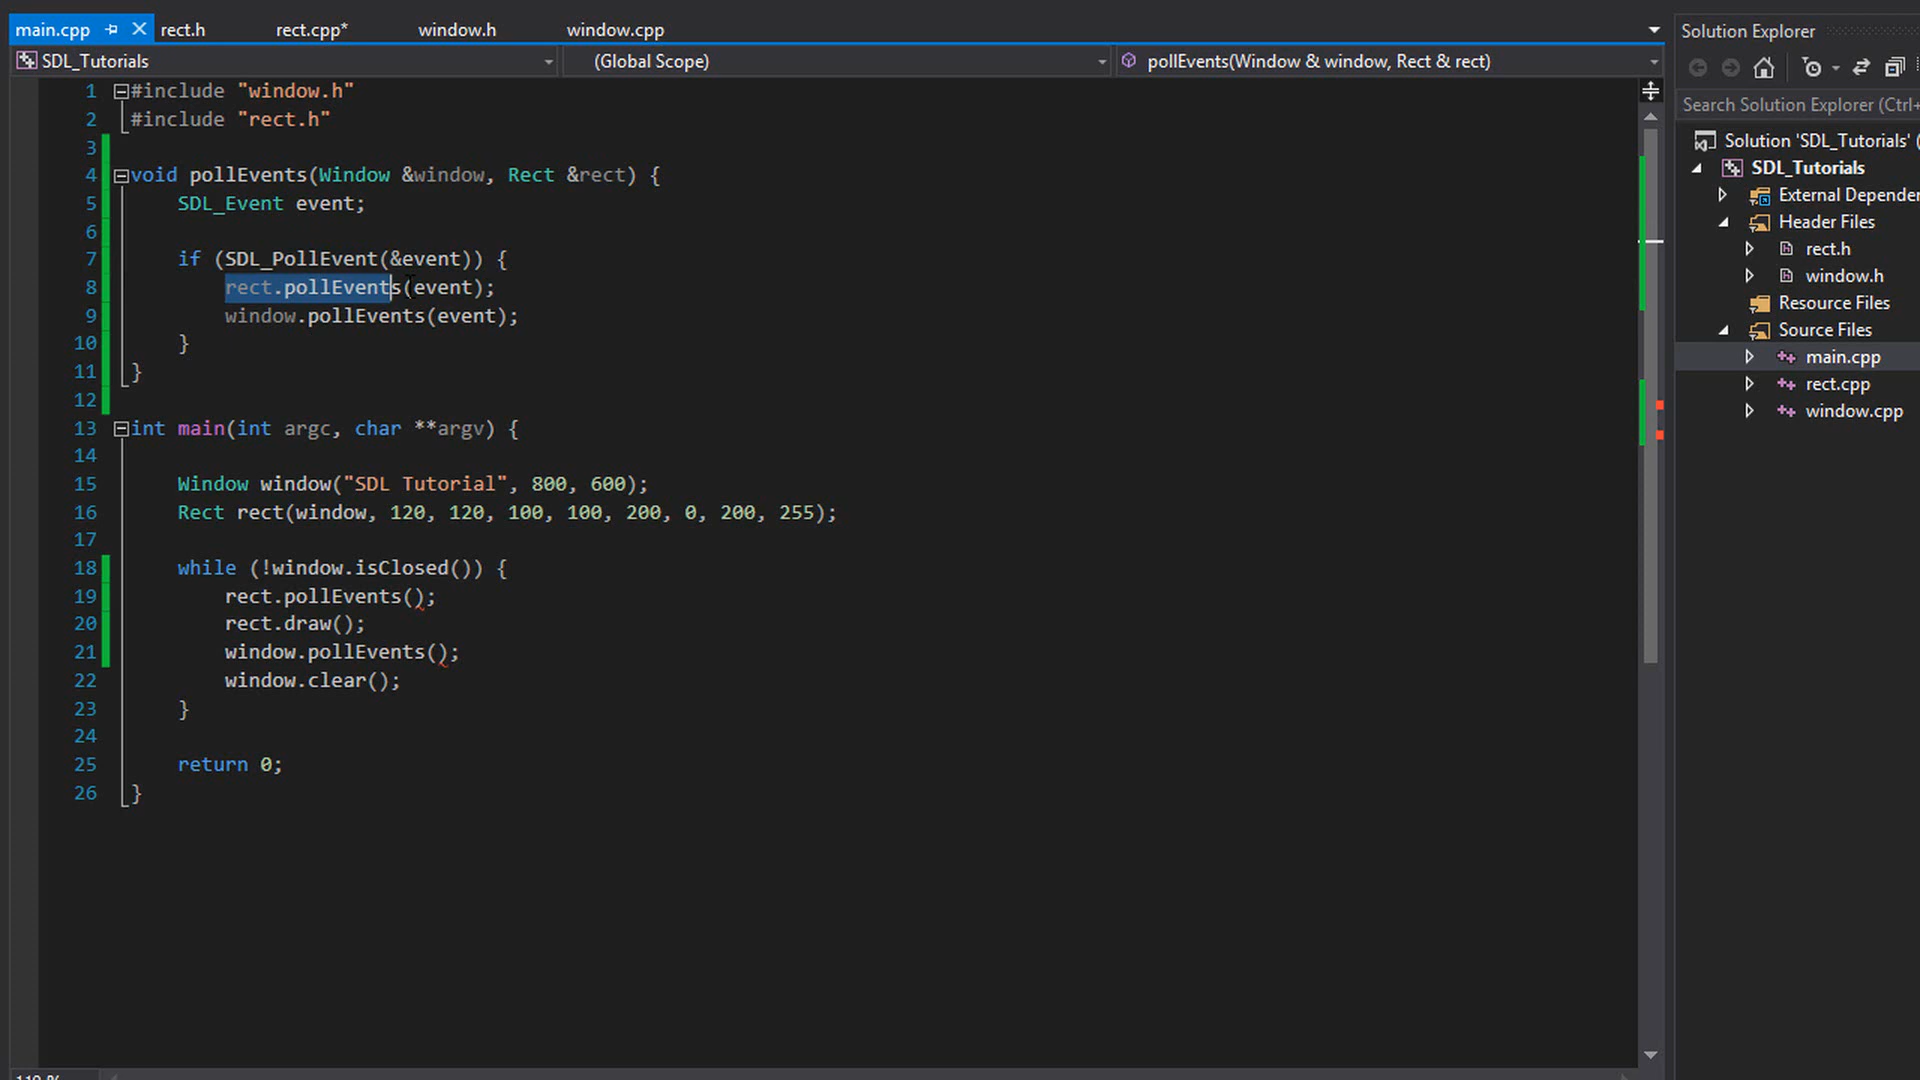 main.cpp rect.h rect.cpp* window.h window.cpp
SDL_Tutorials (Global Scope) pollEvents(Window & window, Rect & rect)
1 #include "window.h"
2 #include "rect.h"
3
4 void pollEvents(Window &window, Rect &rect) {
5 SDL_Event event;
6
7 if (SDL_PollEvent(&event)) {
8 rect.pollEvents(event);
9 window.pollEvents(event);
10 }
11 }
12
13 int main(int argc, char **argv) {
14
15 Window window("SDL Tutorial", 800, 600);
16 Rect rect(window, 120, 120, 100, 100, 200, 0, 200, 255);
17
18 while (!window.isClosed()) {
19 rect.pollEvents();
20 rect.draw();
21 window.pollEvents();
22 window.clear();
23 }
24
25 return 0;
26 }
Solution Explorer
Search Solution Explorer (Ctrl+
Solution 'SDL_Tutorials' (
SDL_Tutorials
External Depender
Header Files
rect.h
window.h
Resource Files
Source Files
main.cpp
rect.cpp
window.cpp